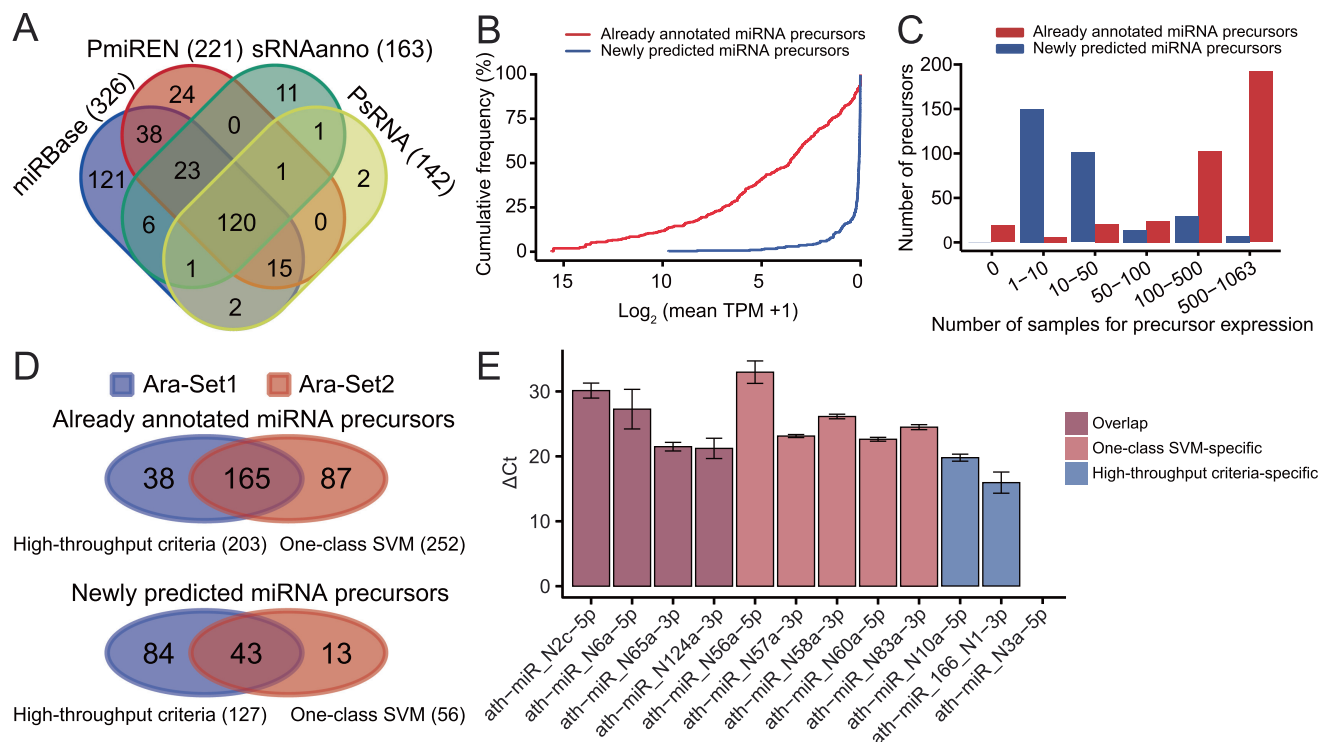 A
PmiREN (221) sRNAanno (163)
miRBase (326)
PsRNA (142)
24
11
38
0
1
121
23
1
2
6
120
0
1
15
2
B
Already annotated miRNA precursors
Newly predicted miRNA precursors
Cumulative frequency (%)
100
75
50
25
0
15
10
5
0
Log2 (mean TPM +1)
C
Already annotated miRNA precursors
Newly predicted miRNA precursors
Number of precursors
200
150
100
50
0
0
1−10
10−50
50−100
100−500
500−1063
Number of samples for precursor expression
D
Ara-Set1
Ara-Set2
Already annotated miRNA precursors
38
165
87
High-throughput criteria (203)
One-class SVM (252)
Newly predicted miRNA precursors
84
43
13
High-throughput criteria (127)
One-class SVM (56)
E
ΔCt
30
20
10
0
ath−miR_N2c−5p
ath−miR_N6a−5p
ath−miR_N65a−3p
ath−miR_N124a−3p
ath−miR_N56a−5p
ath−miR_N57a−3p
ath−miR_N58a−3p
ath−miR_N60a−5p
ath−miR_N83a−3p
ath−miR_N10a−5p
ath−miR_166_N1−3p
ath−miR_N3a−5p
Overlap
One-class SVM-specific
High-throughput criteria-specific